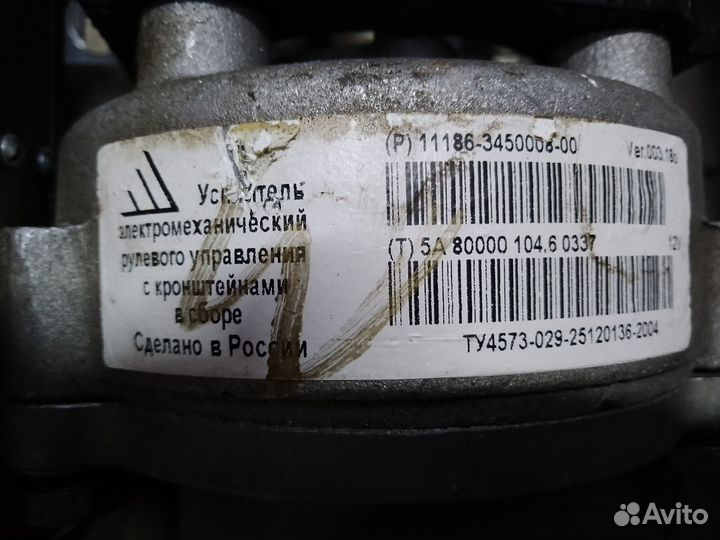 (P) 11186-3450008-00 Ver.003.18d
Усилитель
электромеханический
рулевого управления
с кронштейнами
в сборе
Сделано в России
(T) 5A 80000 104.6 0337 12V
ТУ4573-029-25120136-2004
Avito